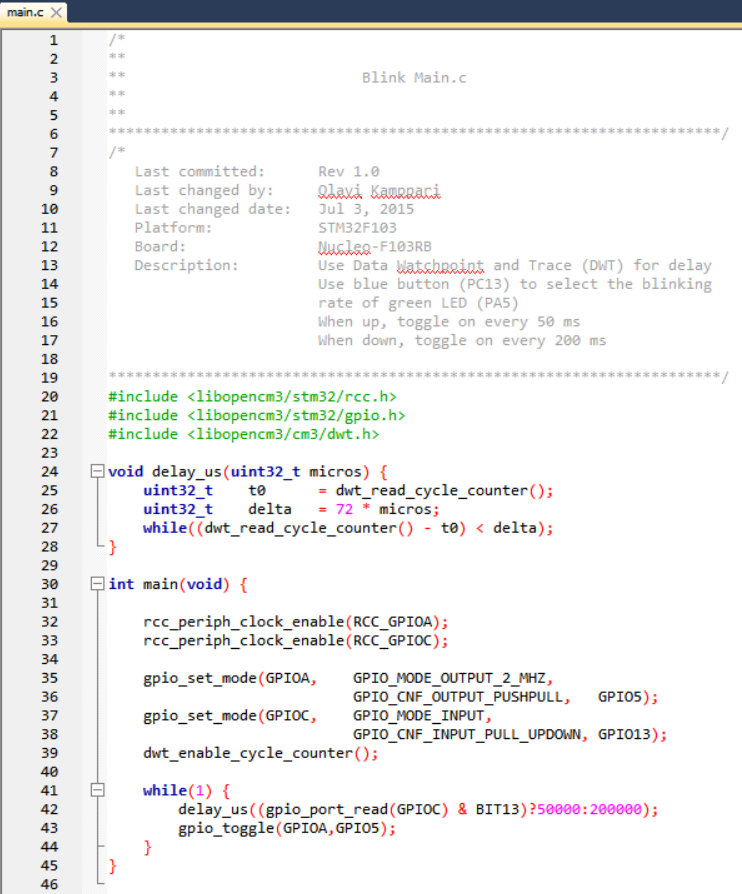 main.c
1 /*
2 **
3 ** Blink Main.c
4 **
5 **
6 **********************************************************************/
7 /*
8 Last committed: Rev 1.0
9 Last changed by: Olavi Kamppari
10 Last changed date: Jul 3, 2015
11 Platform: STM32F103
12 Board: Nucleo-F103RB
13 Description: Use Data Watchpoint and Trace (DWT) for delay
14 Use blue button (PC13) to select the blinking
15 rate of green LED (PA5)
16 When up, toggle on every 50 ms
17 When down, toggle on every 200 ms
18
19 **********************************************************************/
20 #include <libopencm3/stm32/rcc.h>
21 #include <libopencm3/stm32/gpio.h>
22 #include <libopencm3/cm3/dwt.h>
23
24 void delay_us(uint32_t micros) {
25 uint32_t t0 = dwt_read_cycle_counter();
26 uint32_t delta = 72 * micros;
27 while((dwt_read_cycle_counter() - t0) < delta);
28 }
29
30 int main(void) {
31
32 rcc_periph_clock_enable(RCC_GPIOA);
33 rcc_periph_clock_enable(RCC_GPIOC);
34
35 gpio_set_mode(GPIOA, GPIO_MODE_OUTPUT_2_MHZ,
36 GPIO_CNF_OUTPUT_PUSHPULL, GPIO5);
37 gpio_set_mode(GPIOC, GPIO_MODE_INPUT,
38 GPIO_CNF_INPUT_PULL_UPDOWN, GPIO13);
39 dwt_enable_cycle_counter();
40
41 while(1) {
42 delay_us((gpio_port_read(GPIOC) & BIT13)?50000:200000);
43 gpio_toggle(GPIOA,GPIO5);
44 }
45 }
46